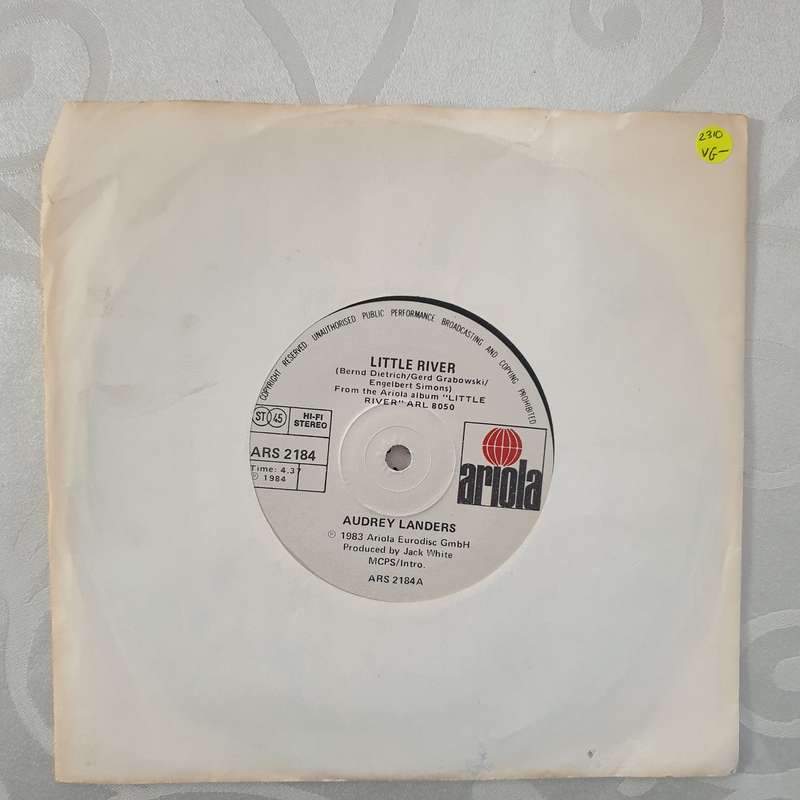 2310
VG-
COPYRIGHT RESERVED UNAUTHORISED PUBLIC PERFORMANCE BROADCASTING AND COPYING PROHIBITED
LITTLE RIVER
(Bernd Dietrich/Gerd Grabowski/
Engelbert Simons)
From the Ariola album "LITTLE
RIVER" ARL 8050
ST 45 HI-FI
STEREO
ARS 2184
Time: 4.37
℗ 1984
ariola
AUDREY LANDERS
℗ 1983 Ariola Eurodisc GmbH
Produced by Jack White
MCPS/Intro.
ARS 2184A